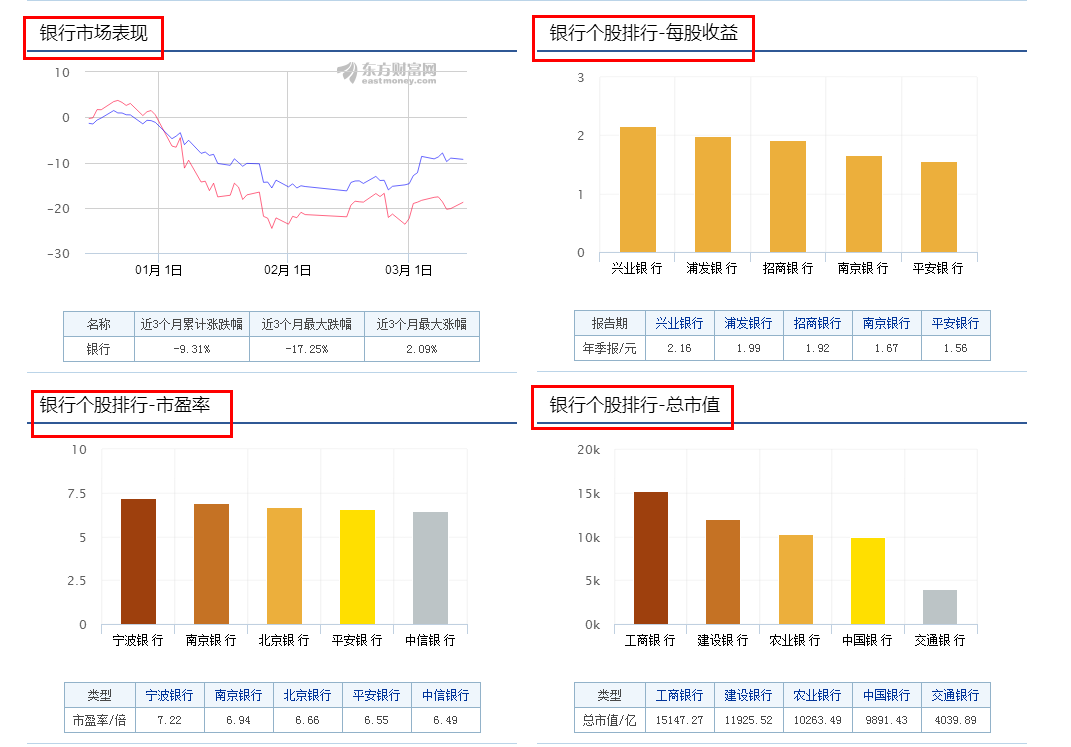 银行市场表现
东方财富网
eastmoney.com
10
0
-10
-20
-30
01月 1日 02月 1日 03月 1日
名称 近3个月累计涨跌幅 近3个月最大跌幅 近3个月最大涨幅
银行 -9.31% -17.25% 2.09%
银行个股排行-每股收益
3
2
1
0
兴业银 行 浦发银 行 招商银 行 南京银 行 平安银 行
报告期 兴业银行 浦发银行 招商银行 南京银行 平安银行
年季报/元 2.16 1.99 1.92 1.67 1.56
银行个股排行-市盈率
10
7.5
5
2.5
0
宁波银 行 南京银 行 北京银 行 平安银 行 中信银 行
类型 宁波银行 南京银行 北京银行 平安银行 中信银行
市盈率/倍 7.22 6.94 6.66 6.55 6.49
银行个股排行-总市值
20k
15k
10k
5k
0k
工商银 行 建设银 行 农业银 行 中国银 行 交通银 行
类型 工商银行 建设银行 农业银行 中国银行 交通银行
总市值/亿 15147.27 11925.52 10263.49 9891.43 4039.89